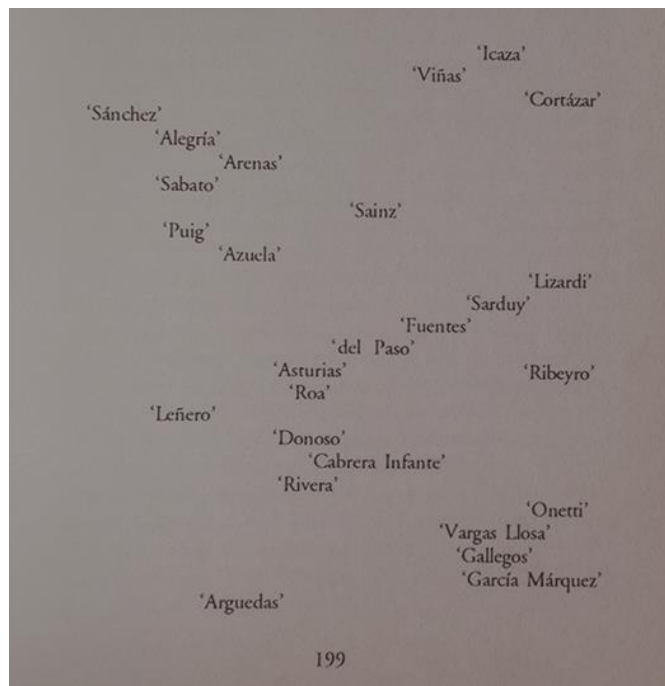 ‘Icaza’
‘Viñas’
‘Cortázar’
‘Sánchez’
‘Alegría’
‘Arenas’
‘Sabato’
‘Sainz’
‘Puig’
‘Azuela’
‘Lizardi’
‘Sarduy’
‘Fuentes’
‘del Paso’
‘Asturias’ ‘Ribeyro’
‘Roa’
‘Leñero’
‘Donoso’
‘Cabrera Infante’
‘Rivera’
‘Onetti’
‘Vargas Llosa’
‘Gallegos’
‘García Márquez’
‘Arguedas’
199